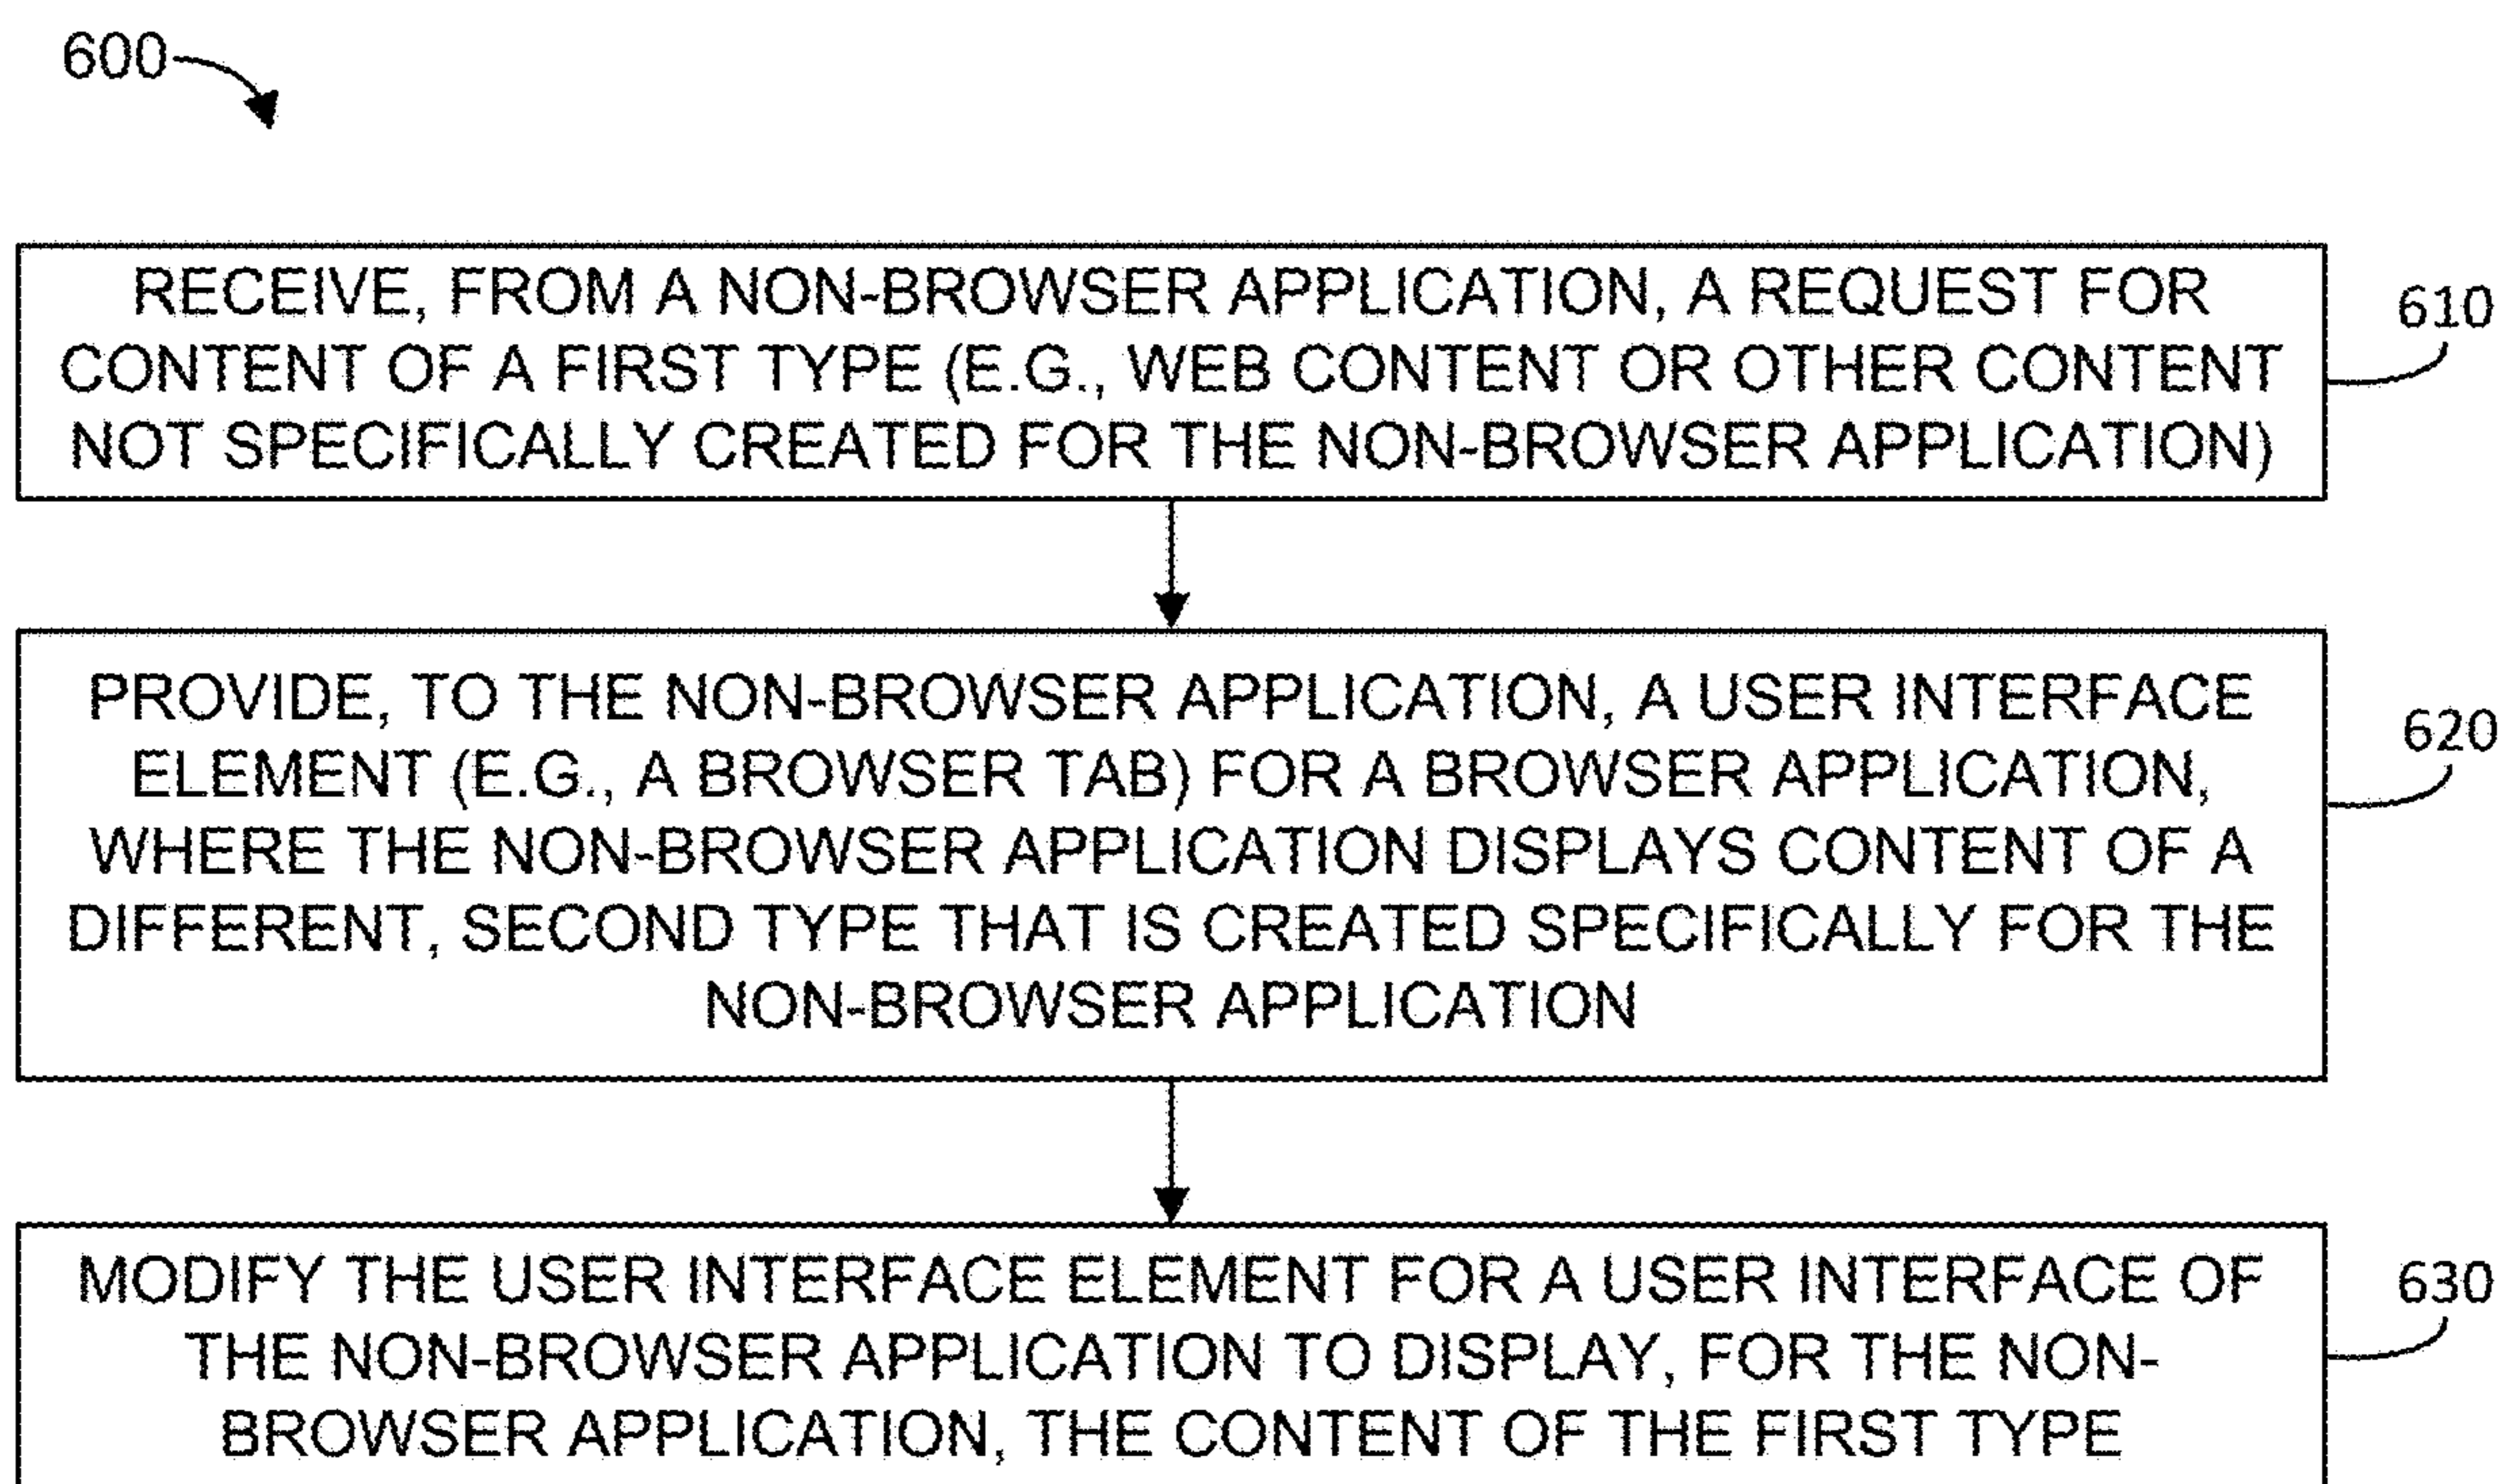 600
RECEIVE, FROM A NON-BROWSER APPLICATION, A REQUEST FOR
CONTENT OF A FIRST TYPE (E.G., WEB CONTENT OR OTHER CONTENT
NOT SPECIFICALLY CREATED FOR THE NON-BROWSER APPLICATION)
610
PROVIDE, TO THE NON-BROWSER APPLICATION, A USER INTERFACE
ELEMENT (E.G., A BROWSER TAB) FOR A BROWSER APPLICATION,
WHERE THE NON-BROWSER APPLICATION DISPLAYS CONTENT OF A
DIFFERENT, SECOND TYPE THAT IS CREATED SPECIFICALLY FOR THE
NON-BROWSER APPLICATION
620
MODIFY THE USER INTERFACE ELEMENT FOR A USER INTERFACE OF
THE NON-BROWSER APPLICATION TO DISPLAY, FOR THE NON-
BROWSER APPLICATION, THE CONTENT OF THE FIRST TYPE
630